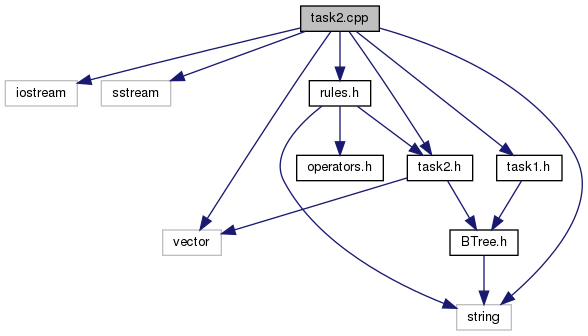 task2.cpp
iostream
sstream
rules.h
operators.h
task2.h
task1.h
vector
BTree.h
string